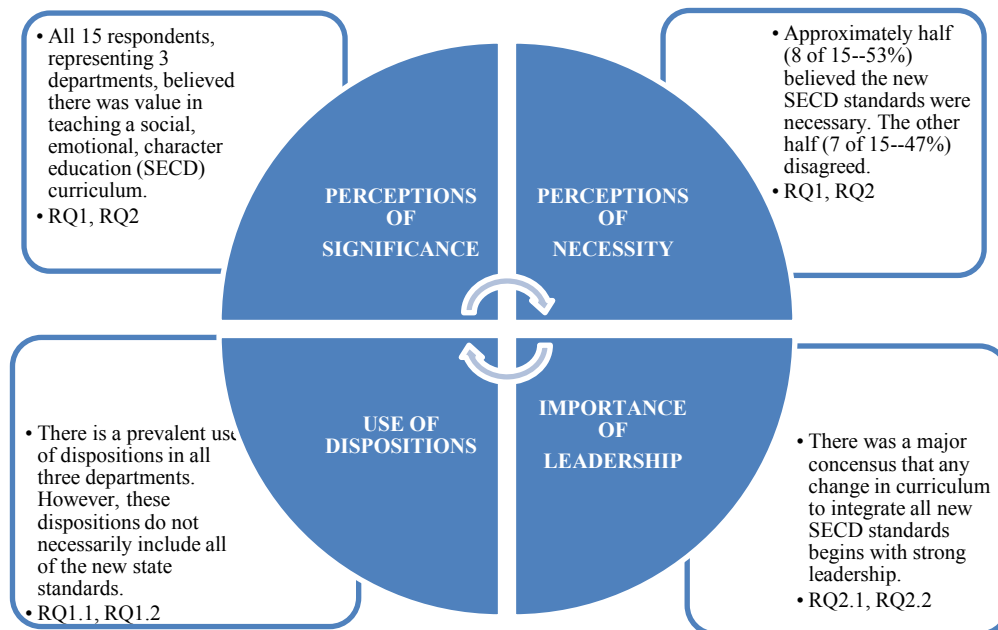 • All 15 respondents,
representing 3
departments, believed
there was value in
teaching a social,
emotional, character
education (SECD)
curriculum.
• RQ1, RQ2
PERCEPTIONS
OF
SIGNIFICANCE
PERCEPTIONS
OF
NECESSITY
• Approximately half
(8 of 15--53%)
believed the new
SECD standards were
necessary. The other
half (7 of 15--47%)
disagreed.
• RQ1, RQ2
• There is a prevalent use
of dispositions in all
three departments.
However, these
dispositions do not
necessarily include all
of the new state
standards.
• RQ1.1, RQ1.2
USE OF
DISPOSITIONS
IMPORTANCE
OF
LEADERSHIP
• There was a major
concensus that any
change in curriculum
to integrate all new
SECD standards
begins with strong
leadership.
• RQ2.1, RQ2.2